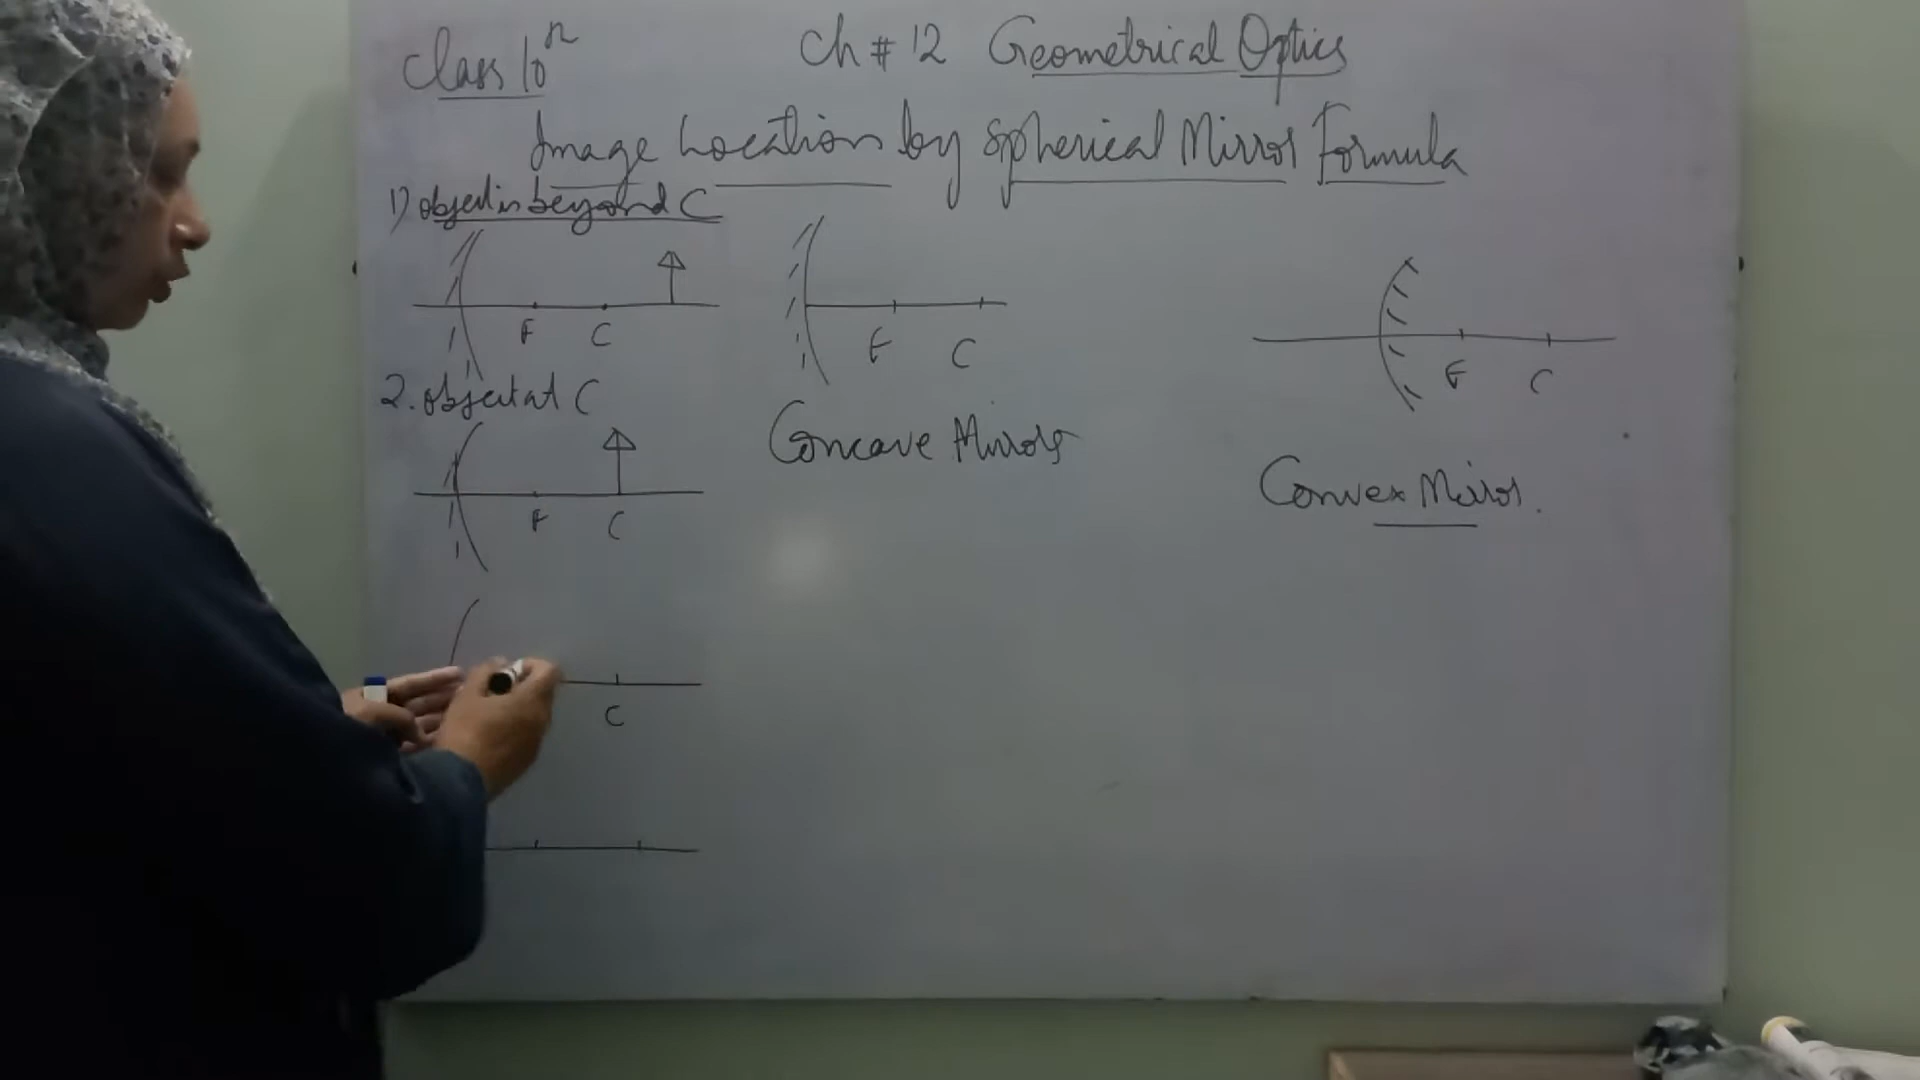 Class 10th
Ch # 12 Geometrical Optics
Image Location by Spherical Mirror Formula
1) object is beyond C
F C
F C
F C
2. object at C
Concave Mirrors
Convex Mirror.
F C
C